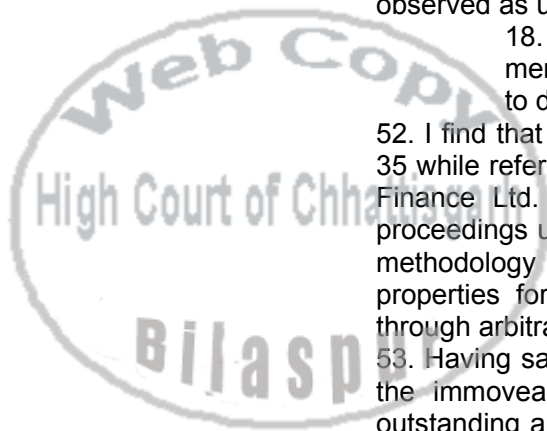 observed as u
18.
mer
to d
52. I find that
35 while refer
Finance Ltd.
proceedings u
methodology
properties for
through arbitra
53. Having sa
the immovea
outstanding a
Web Copy
High Court of Chhattisgarh
Bilaspur